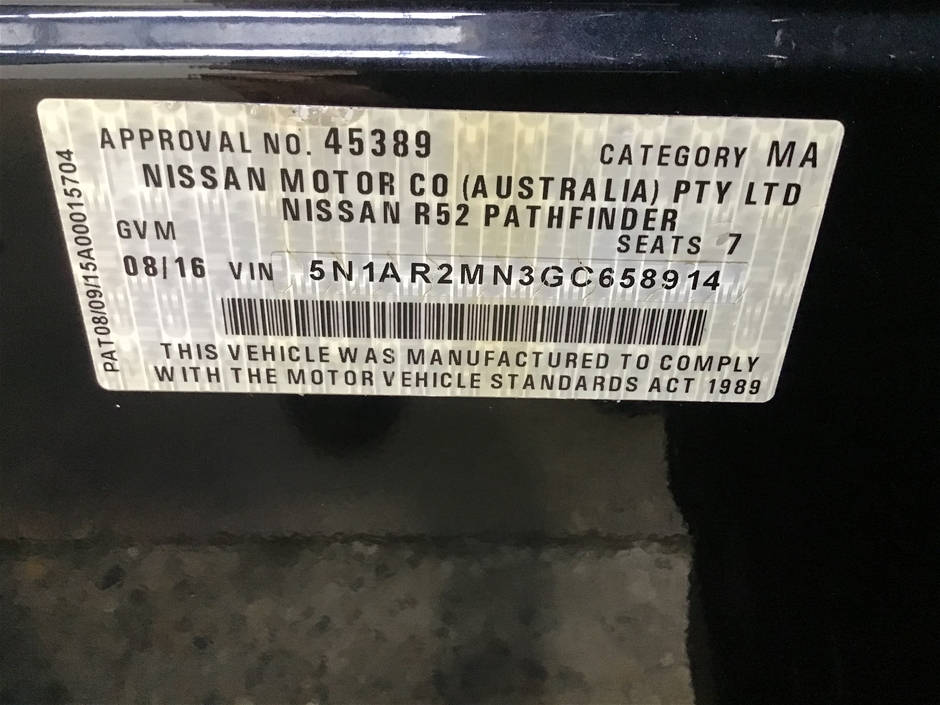 APPROVAL NO. 45389
CATEGORY MA
NISSAN MOTOR CO (AUSTRALIA) PTY LTD
NISSAN R52 PATHFINDER
GVM
SEATS 7
08/16 VIN 5N1AR2MN3GC658914
THIS VEHICLE WAS MANUFACTURED TO COMPLY
WITH THE MOTOR VEHICLE STANDARDS ACT 1989
PAT08/09/15A00015704